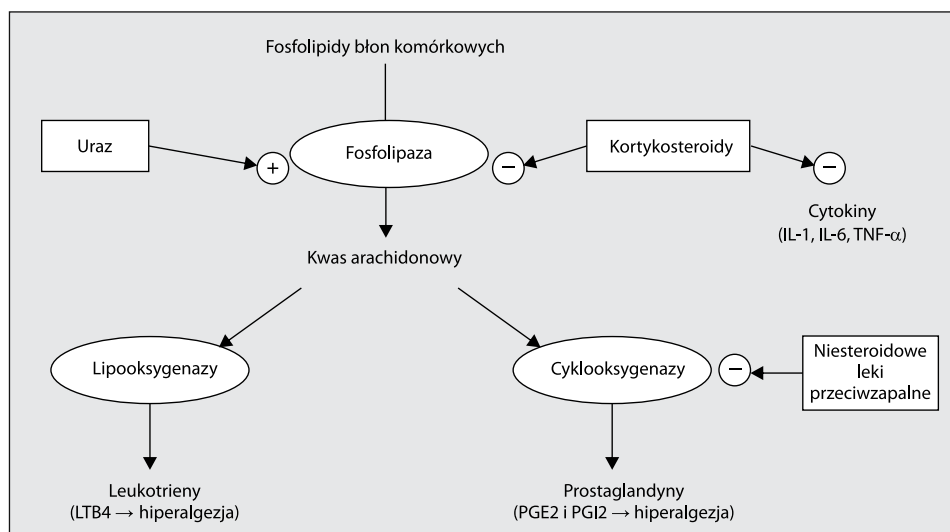 Fosfolipidy błon komórkowych
Uraz
+
Fosfolipaza
−
Kortykosteroidy
−
Cytokiny
(IL-1, IL-6, TNF-α)
Kwas arachidonowy
Lipooksygenazy
Cyklooksygenazy
−
Niesteroidowe
leki
przeciwzapalne
Leukotrieny
(LTB4 → hiperalgezja)
Prostaglandyny
(PGE2 i PGI2 → hiperalgezja)